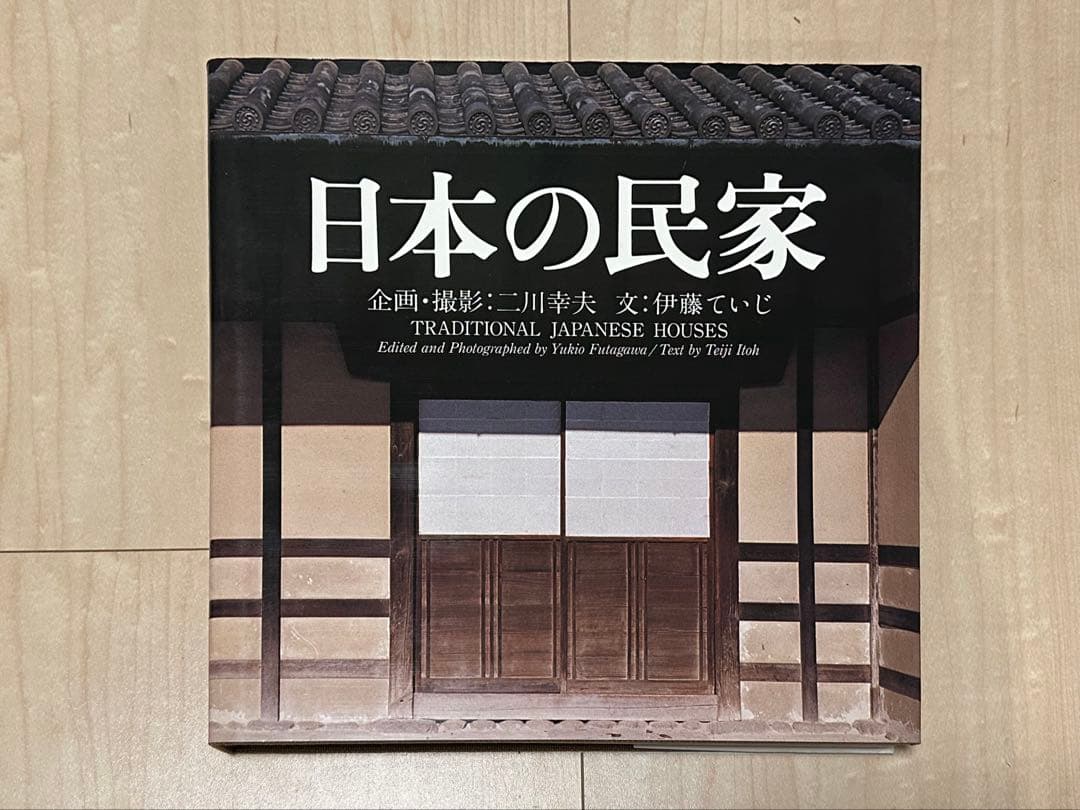 日本の民家
企画・撮影：二川幸夫 文：伊藤ていじ
TRADITIONAL JAPANESE HOUSES
Edited and Photographed by Yukio Futagawa / Text by Teiji Itoh